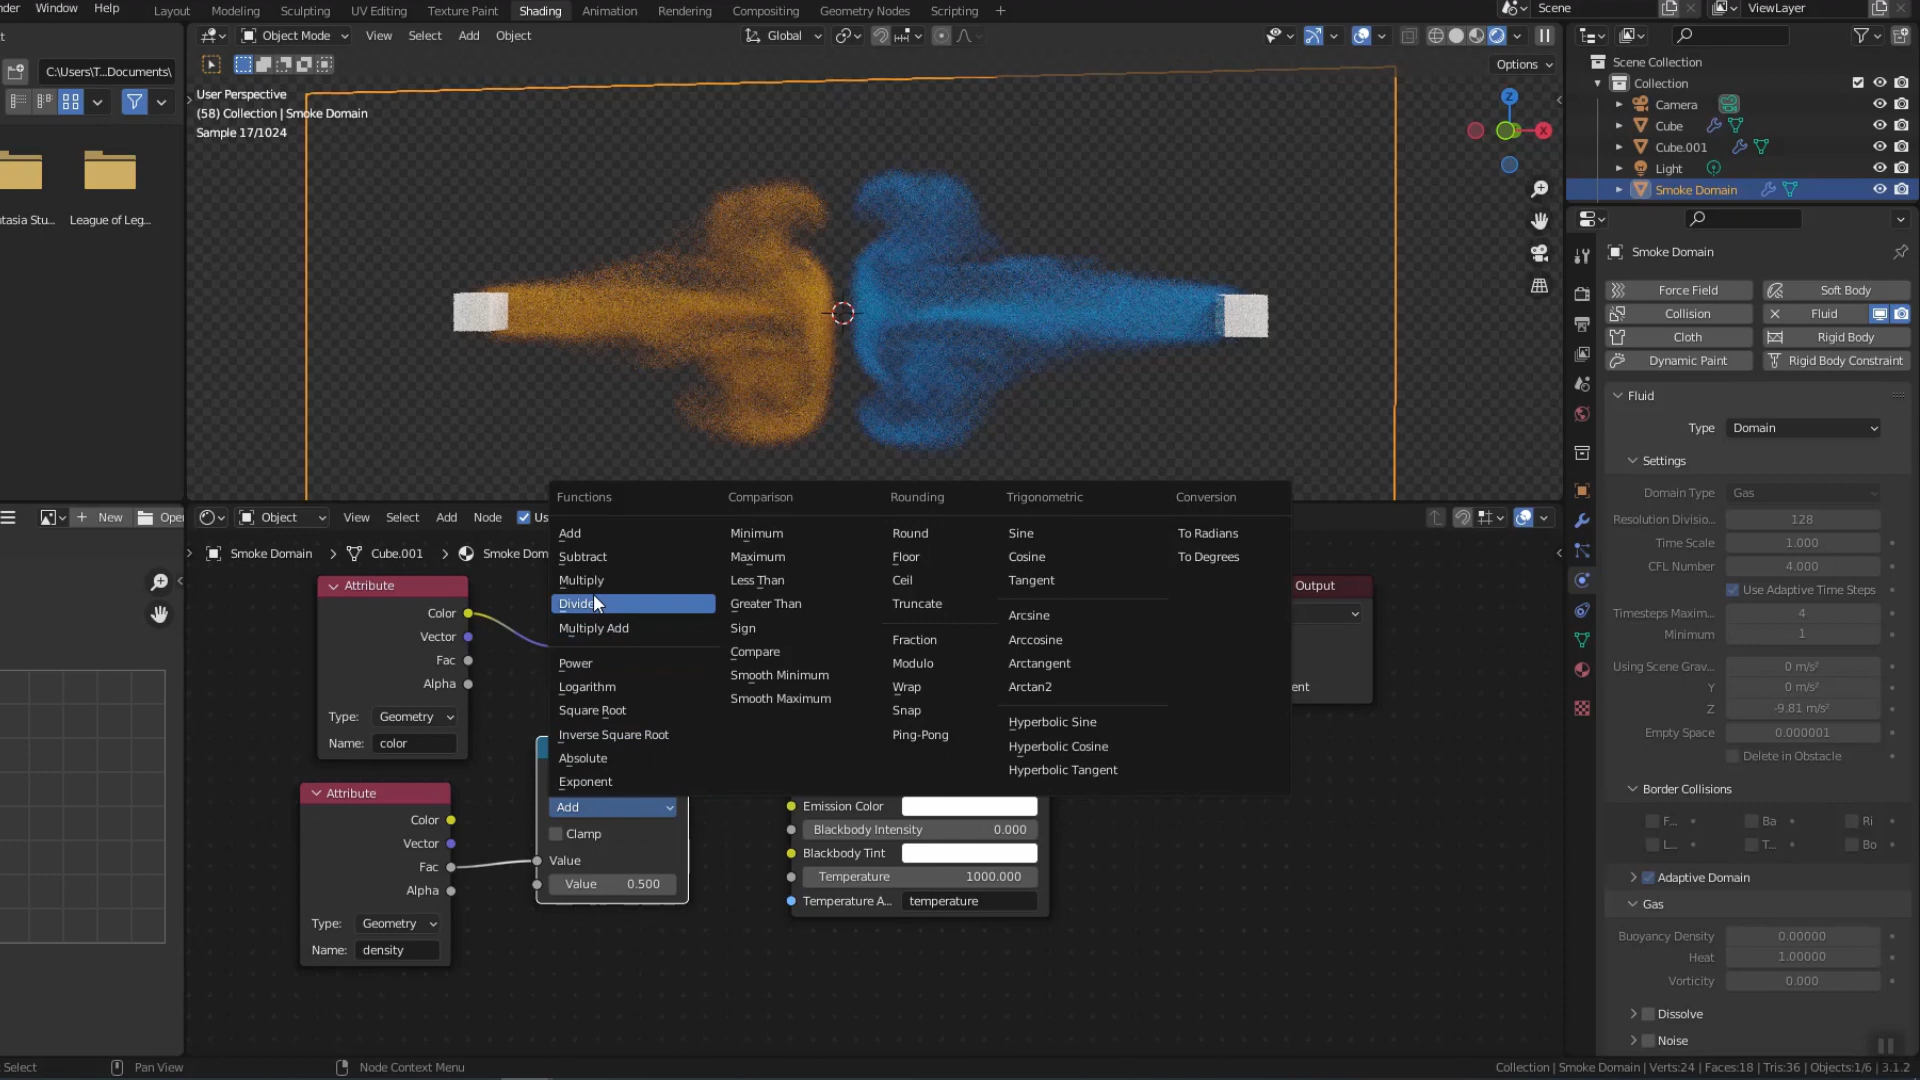 nder Window Help
Layout Modeling Sculpting UV Editing Texture Paint Shading Animation Rendering Compositing Geometry Nodes Scripting +
Scene ViewLayer
t
Object Mode View Select Add Object
Global
C:\Users\T...Documents\
Options
User Perspective
(58) Collection | Smoke Domain
Sample 17/1024
Z
X
Scene Collection
Collection
Camera
Cube
Cube.001
Light
Smoke Domain
ntasia Stu... League of Leg...
Smoke Domain
Force Field Soft Body
Collision Fluid
Cloth Rigid Body
Dynamic Paint Rigid Body Constraint
Fluid
Type Domain
Settings
Domain Type Gas
Resolution Divisio... 128
Time Scale 1.000
CFL Number 4.000
Use Adaptive Time Steps
Timesteps Maxim... 4
Minimum 1
Using Scene Grav... 0 m/s²
Y 0 m/s²
Z -9.81 m/s²
Empty Space 0.000001
Delete in Obstacle
Border Collisions
F... Ba Ri
L... T... Bo
Adaptive Domain
Gas
Buoyancy Density 0.00000
Heat 1.00000
Vorticity 0.000
Dissolve
Noise
New Ope
Object View Select Add Node Us
Smoke Domain Cube.001 Smoke Dom
Functions Comparison Rounding Trigonometric Conversion
Add Minimum Round Sine To Radians
Subtract Maximum Floor Cosine To Degrees
Multiply Less Than Ceil Tangent
Divide Greater Than Truncate
Multiply Add Sign Arcsine
Compare Fraction Arccosine
Power Smooth Minimum Modulo Arctangent
Logarithm Smooth Maximum Wrap Arctan2
Square Root Snap
Inverse Square Root Ping-Pong Hyperbolic Sine
Absolute Hyperbolic Cosine
Exponent Hyperbolic Tangent
Attribute
Color
Vector
Fac
Alpha
Type: Geometry
Name: color
Attribute
Color
Vector
Fac
Alpha
Type: Geometry
Name: density
Add
Clamp
Value
Value 0.500
Emission Color
Blackbody Intensity 0.000
Blackbody Tint
Temperature 1000.000
Temperature A... temperature
Output
ent
Select Pan View Node Context Menu
Collection | Smoke Domain | Verts:24 | Faces:18 | Tris:36 | Objects:1/6 | 3.1.2